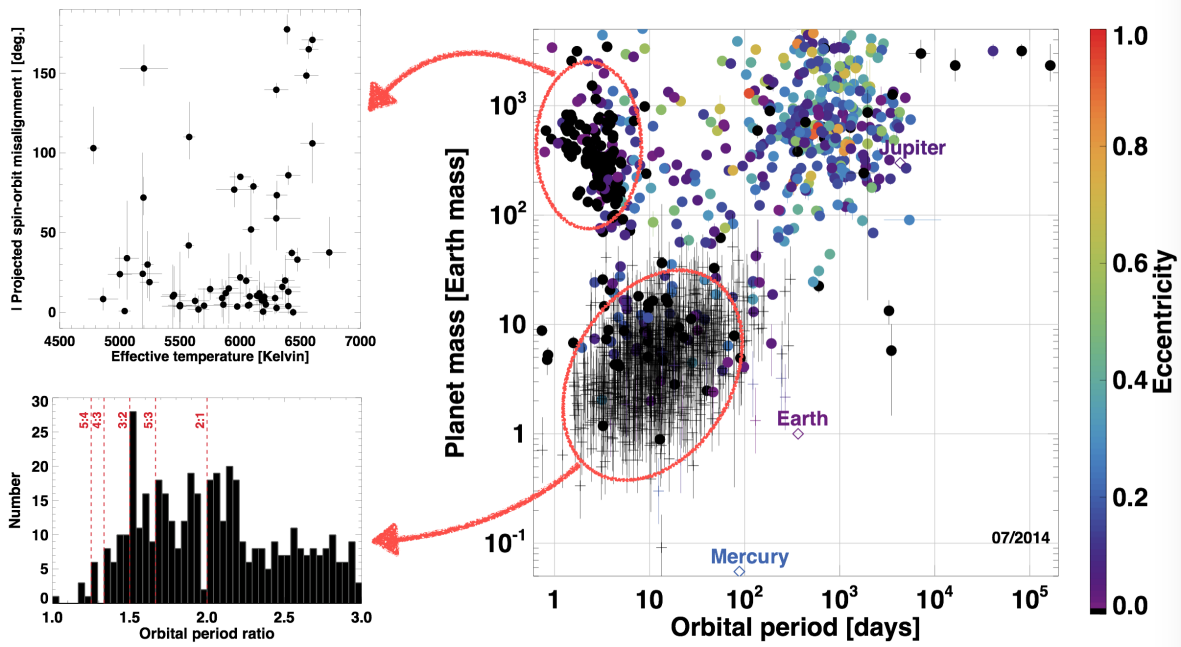 | Projected spin-orbit misalignment | [deg.]
150
100
50
0
4500 5000 5500 6000 6500 7000
Effective temperature [Kelvin]
30
25
20
15
10
5
0
5:4
4:3
3:2
5:3
2:1
Number
1.0 1.5 2.0 2.5 3.0
Orbital period ratio
Planet mass [Earth mass]
10³
10²
10
1
10⁻¹
Jupiter
Earth
Mercury
07/2014
1 10 10² 10³ 10⁴ 10⁵
Orbital period [days]
1.0
0.8
0.6
0.4
0.2
0.0
Eccentricity